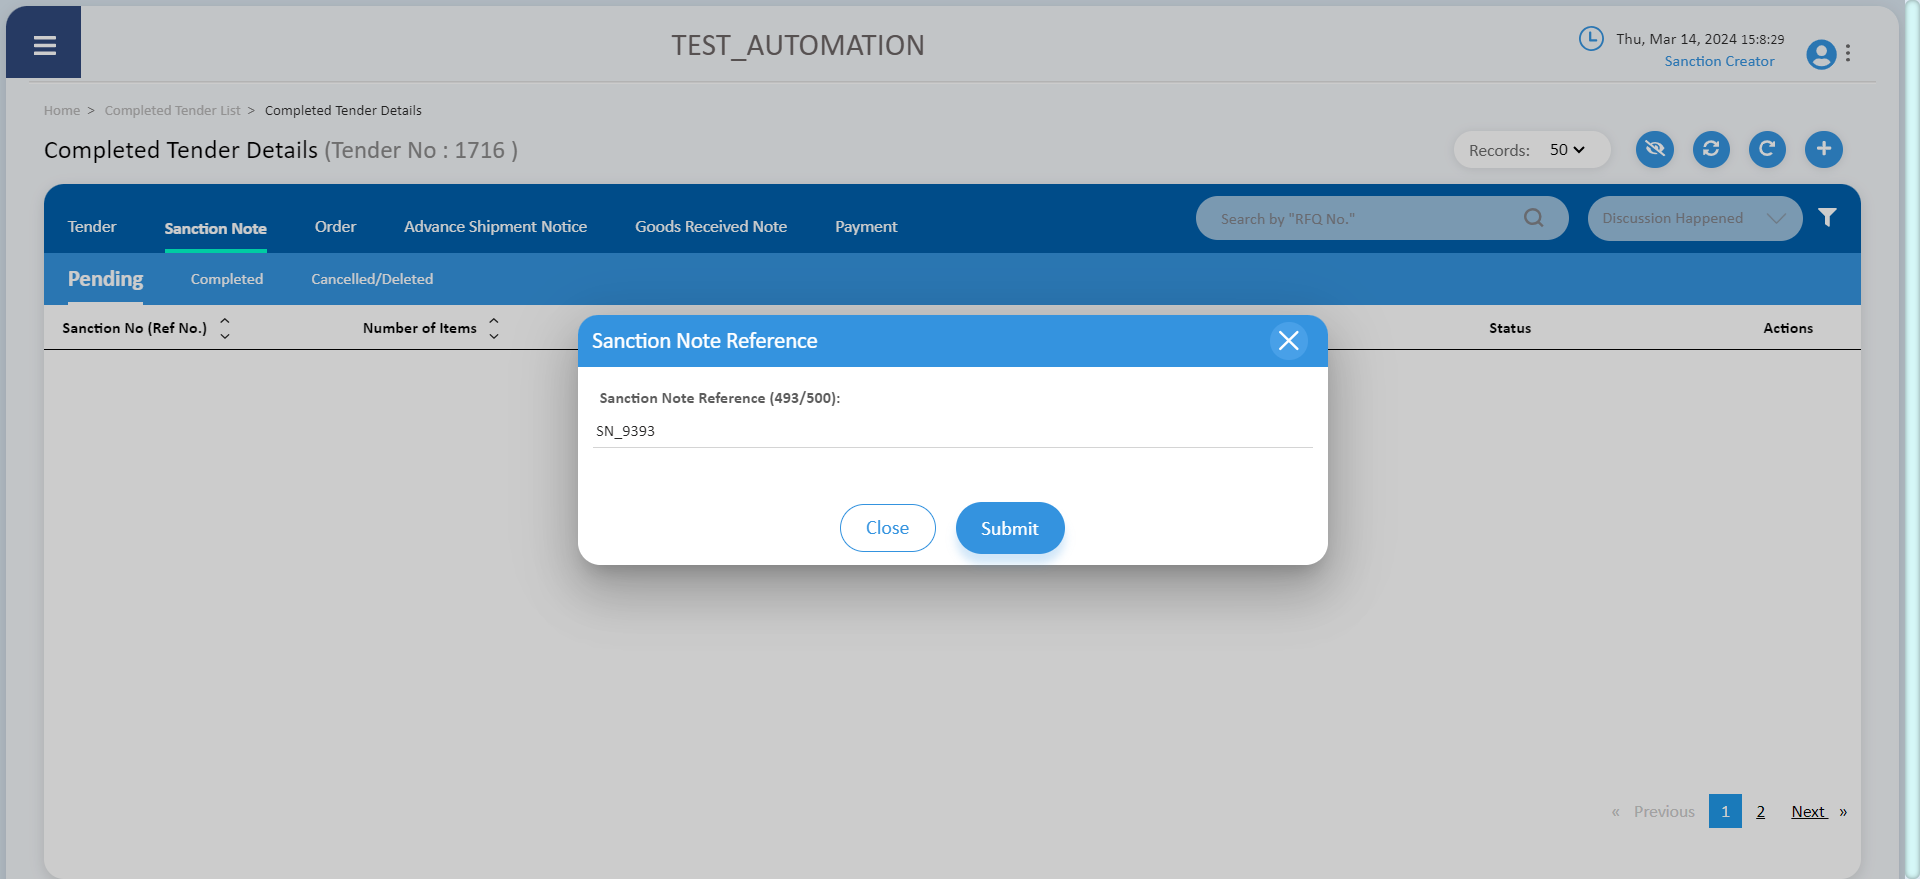 TEST_AUTOMATION
Thu, Mar 14, 2024 15:8:29
Sanction Creator
Home > Completed Tender List > Completed Tender Details
Completed Tender Details (Tender No : 1716 )
Records: 50
Tender Sanction Note Order Advance Shipment Notice Goods Received Note Payment Search by "RFQ No." Discussion Happened
Pending Completed Cancelled/Deleted
Sanction No (Ref No.) Number of Items Status Actions
Sanction Note Reference
Sanction Note Reference (493/500):
SN_9393
Close Submit
« Previous 1 2 Next »